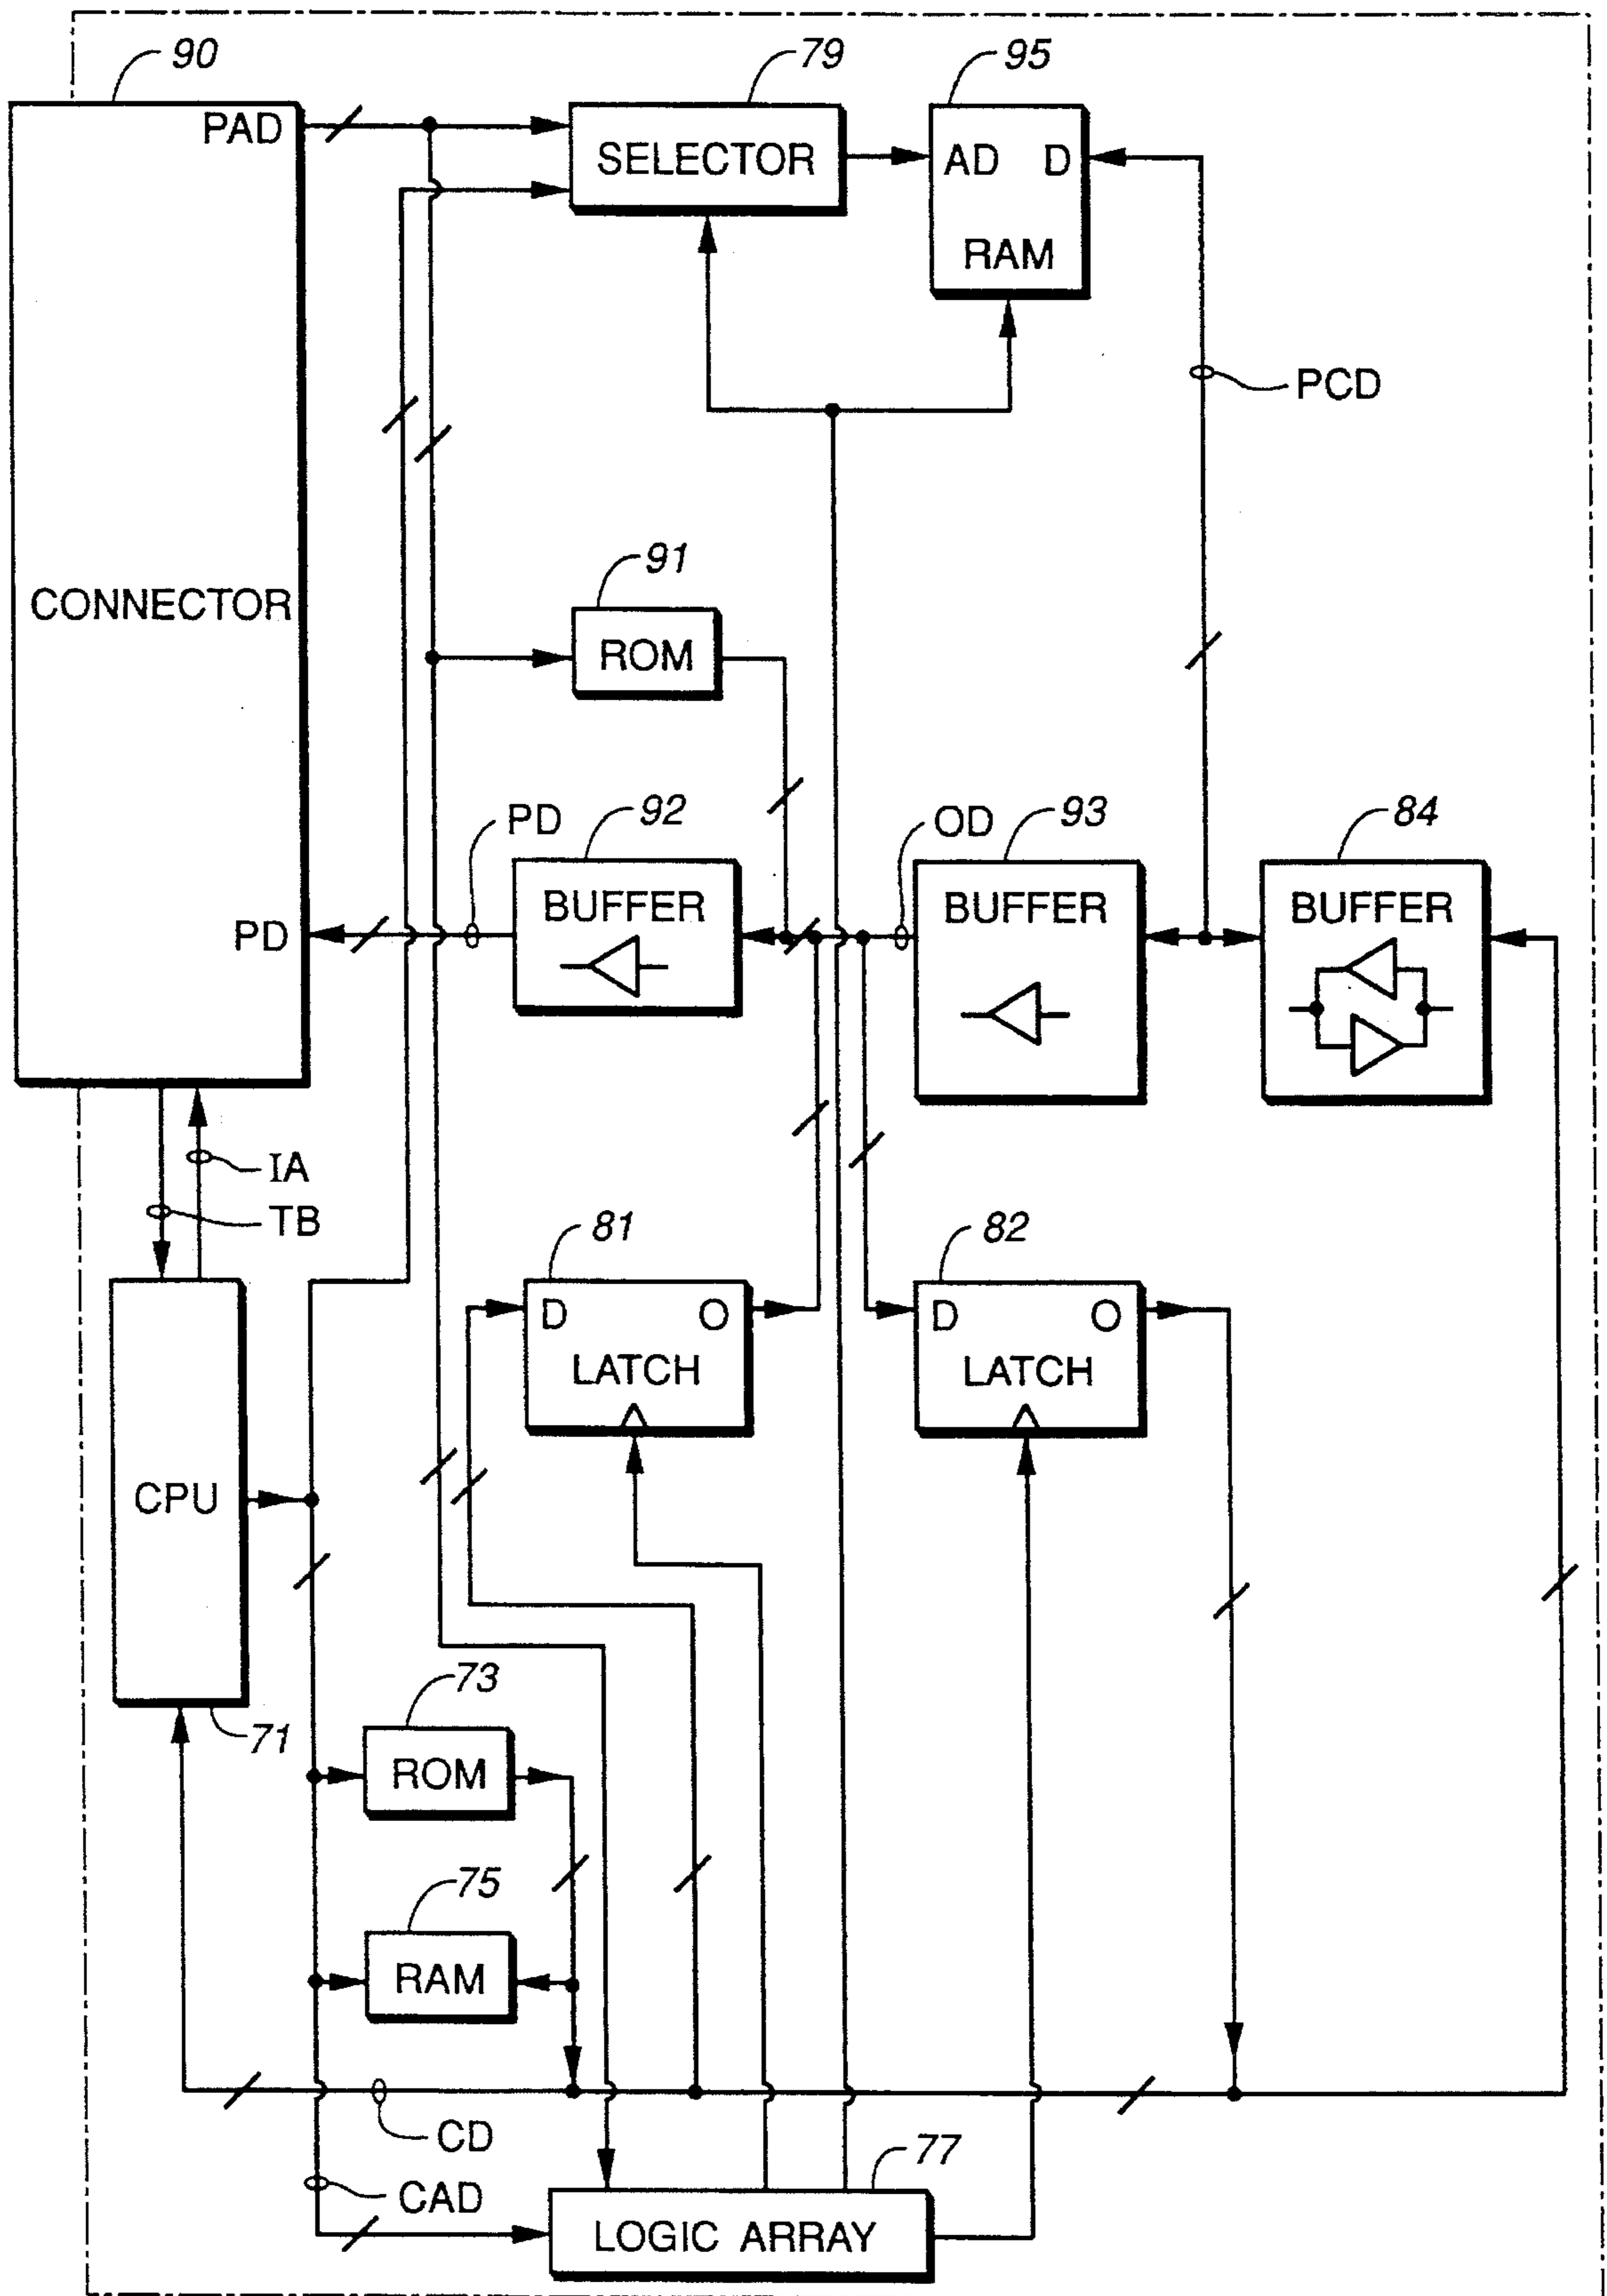 90
79
95
PAD
SELECTOR
AD D
RAM
PCD
CONNECTOR
91
ROM
PD
92
OD
93
84
BUFFER
BUFFER
BUFFER
PD
IA
TB
81
82
D O
LATCH
D O
LATCH
CPU
71
73
ROM
75
RAM
CD
CAD
77
LOGIC ARRAY